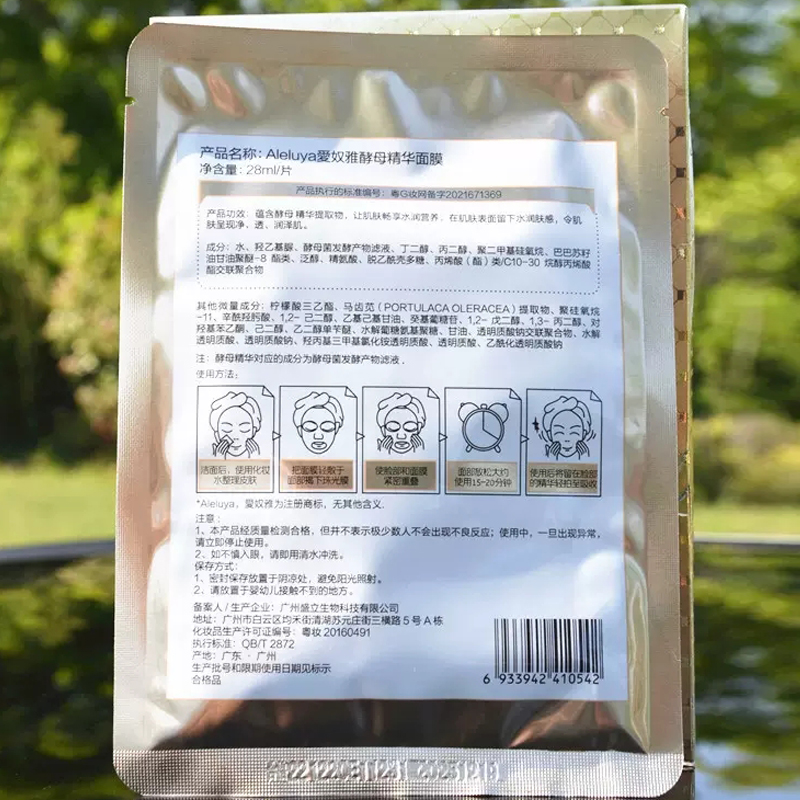 产品名称：Aleluya愛奴雅酵母精华面膜
净含量：28ml/片
产品执行的标准编号：粤G妆网备字2021671369
产品功效：蕴含酵母精华提取物，让肌肤畅享水润营养，在肌肤表面留下水润肤感，令肌
肤呈现净、透、润泽肌。
成分：水、羟乙基脲、酵母菌发酵产物滤液、丁二醇、丙二醇、聚二甲基硅氧烷、巴巴苏籽
油甘油聚醚-8 酯类、泛醇、精氨酸、脱乙酰壳多糖、丙烯酸（酯）类/C10-30 烷醇丙烯酸
酯交联聚合物
其他微量成分：柠檬酸三乙酯、马齿苋（PORTULACA OLERACEA）提取物、聚硅氧烷
-11、辛酰羟肟酸、1,2- 己二醇、乙基己基甘油、癸基葡糖苷、1,2- 戊二醇、1,3- 丙二醇、对
羟基苯乙酮、己二醇、乙二醇单苄醚、水解葡糖氨基聚糖、甘油、透明质酸钠交联聚合物、水解
透明质酸、透明质酸钠、羟丙基三甲基氯化铵透明质酸、透明质酸、乙酰化透明质酸钠
注：酵母精华对应的成分为酵母菌发酵产物滤液。
使用方法：
洁面后，使用化妆
水整理皮肤
把面膜轻敷于
面部揭下珠光膜
使脸部和面膜
紧密重叠
面部放松大约
使用15-20分钟
使用后将留在脸部
的精华轻拍至吸收
*Aleluya，爱奴雅为注册商标，无其他含义.
注意：
1、本产品经质量检测合格，但并不表示极少数人不会出现不良反应；使用中，一旦出现异常，
请立即停止使用。
2、如不慎入眼，请即用清水冲洗。
保存方式：
1、密封保存放置于阴凉处，避免阳光照射。
2、请放置于婴幼儿接触不到的地方。
备案人/生产企业：广州盛立生物科技有限公司
地址：广州市白云区均禾街清湖苏元庄街三横路5号A栋
化妆品生产许可证编号：粤妆 20160491
执行标准：QB/T 2872
产地：广东·广州
生产批号和限期使用日期见标示
合格品
6 933942 410542